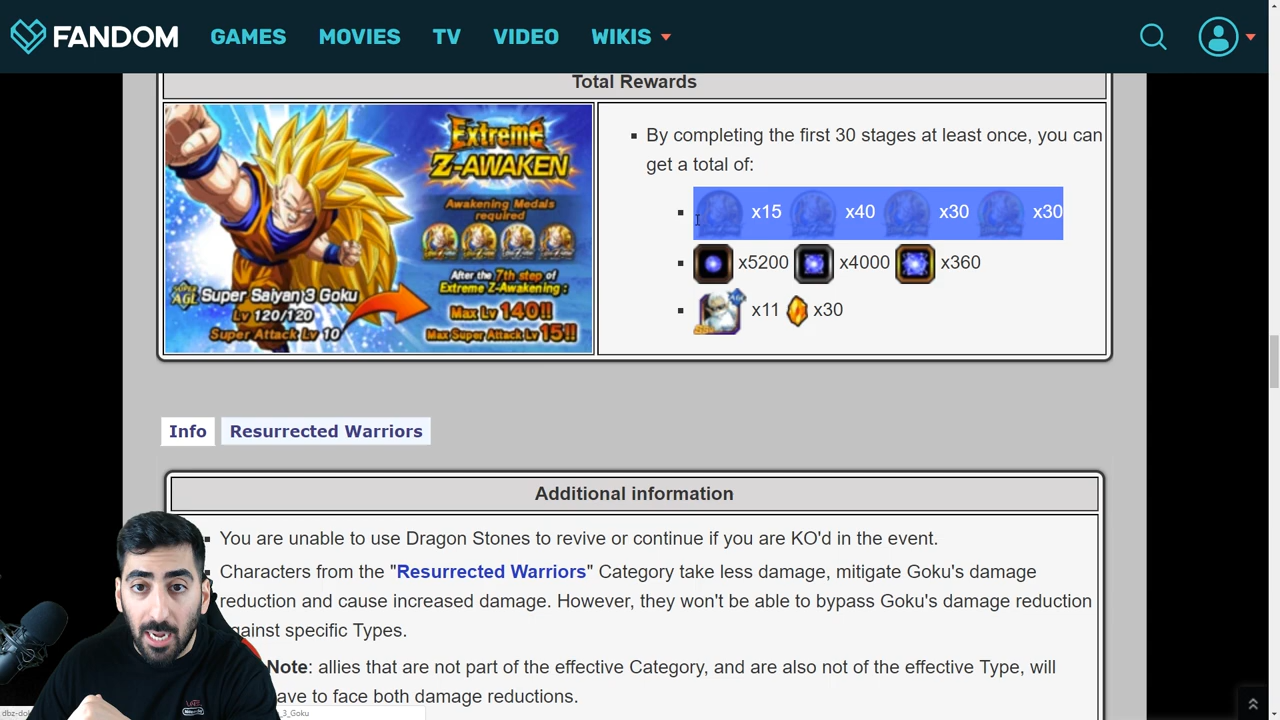 FANDOM GAMES MOVIES TV VIDEO WIKIS
Total Rewards
Extreme
Z-AWAKEN
Awakening Medals
required
After the 7th step of
Extreme Z-Awakening :
SUPER AGL Super Saiyan 3 Goku
Lv 120/120
Super Attack Lv 10
Max Lv 140!!
Max Super Attack Lv 15!!
▪ By completing the first 30 stages at least once, you can
get a total of:
▪ x15 x40 x30 x30
▪ x5200 x4000 x360
▪ x11 x30
Info Resurrected Warriors
Additional information
You are unable to use Dragon Stones to revive or continue if you are KO'd in the event.
Characters from the "Resurrected Warriors" Category take less damage, mitigate Goku's damage
reduction and cause increased damage. However, they won't be able to bypass Goku's damage reduction
against specific Types.
Note: allies that are not part of the effective Category, and are also not of the effective Type, will
have to face both damage reductions.
_3_Goku